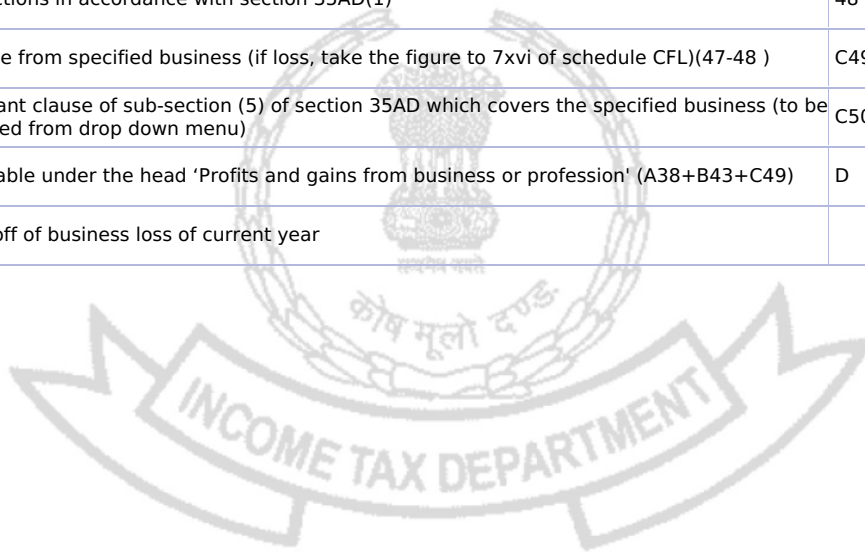 ctions in accordance with section 35AD(1) 48
e from specified business (if loss, take the figure to 7xvi of schedule CFL)(47-48 ) C49
ant clause of sub-section (5) of section 35AD which covers the specified business (to be C50
ed from drop down menu)
able under the head ‘Profits and gains from business or profession' (A38+B43+C49) D
off of business loss of current year
सत्यमेव जयते
कोष मूलो दण्डः
INCOME TAX DEPARTMENT